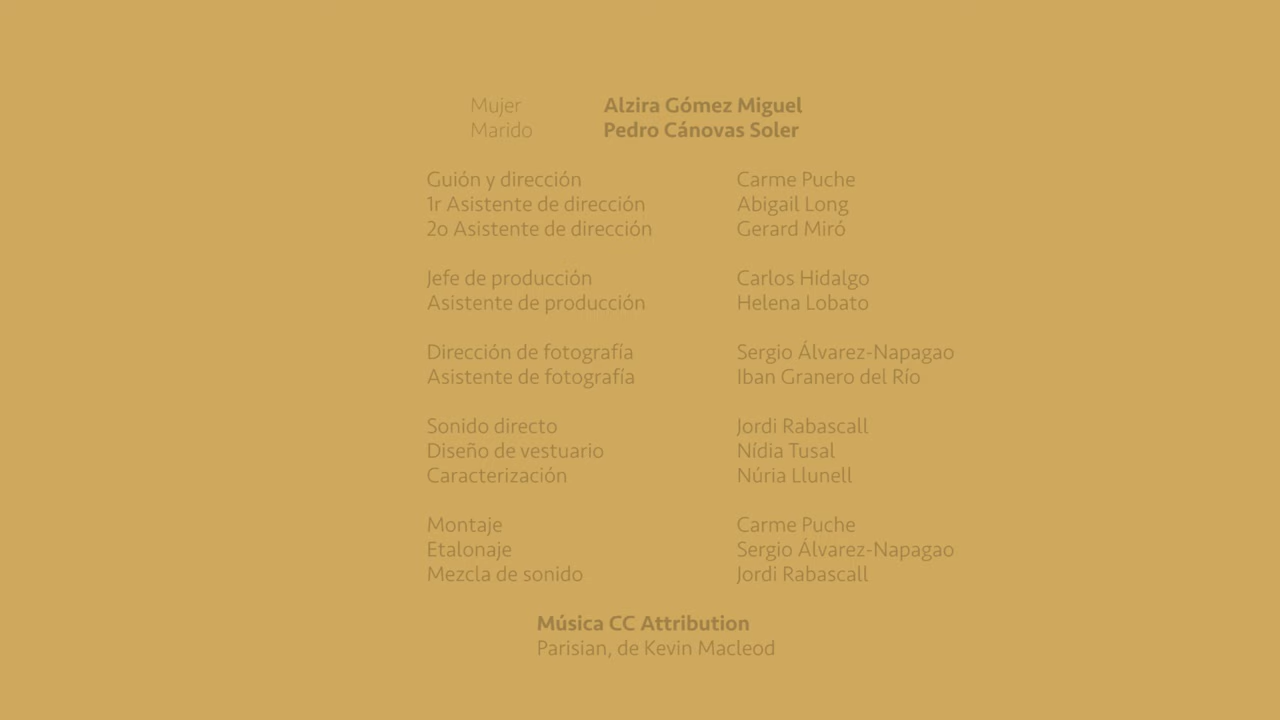 Mujer Alzira Gómez Miguel
Marido Pedro Cánovas Soler
Guión y dirección Carme Puche
1r Asistente de dirección Abigail Long
2o Asistente de dirección Gerard Miró
Jefe de producción Carlos Hidalgo
Asistente de producción Helena Lobato
Dirección de fotografía Sergio Álvarez-Napagao
Asistente de fotografía Iban Granero del Río
Sonido directo Jordi Rabascall
Diseño de vestuario Nídia Tusal
Caracterización Núria Llunell
Montaje Carme Puche
Etalonaje Sergio Álvarez-Napagao
Mezcla de sonido Jordi Rabascall
Música CC Attribution
Parisian, de Kevin Macleod